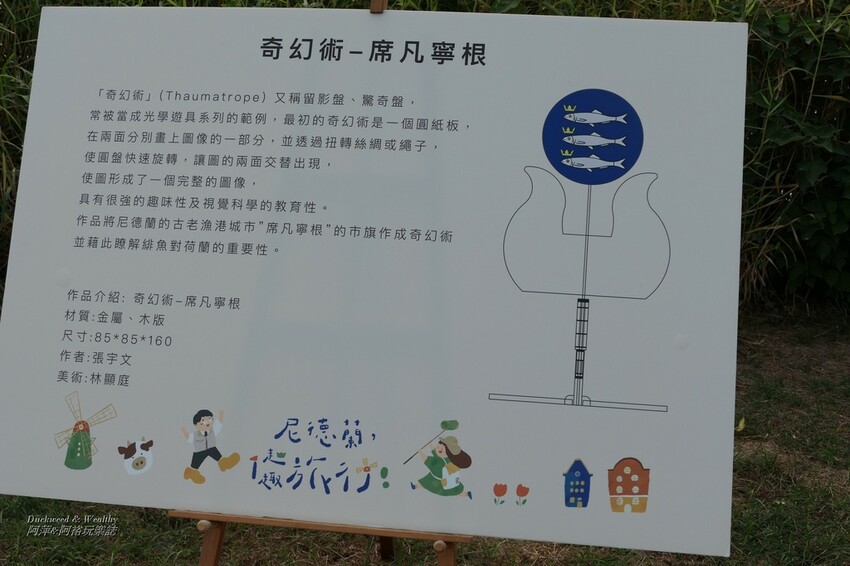 奇幻術–席凡寧根
「奇幻術」(Thaumatrope) 又稱留影盤、驚奇盤，
常被當成光學遊具系列的範例，最初的奇幻術是一個圓紙板，
在兩面分別畫上圖像的一部分，並透過扭轉絲綢或繩子，
使圓盤快速旋轉，讓圖的兩面交替出現，
使圖形成了一個完整的圖像，
具有很強的趣味性及視覺科學的教育性。
作品將尼德蘭的古老漁港城市”席凡寧根”的市旗作成奇幻術
並藉此瞭解緋魚對荷蘭的重要性。
作品介紹: 奇幻術–席凡寧根
材質:金屬、木版
尺寸:85*85*160
作者:張宇文
美術:林顯庭
尼德蘭，
趣旅行!
Duckweed & Wealthy
阿萍&阿洛玩樂誌